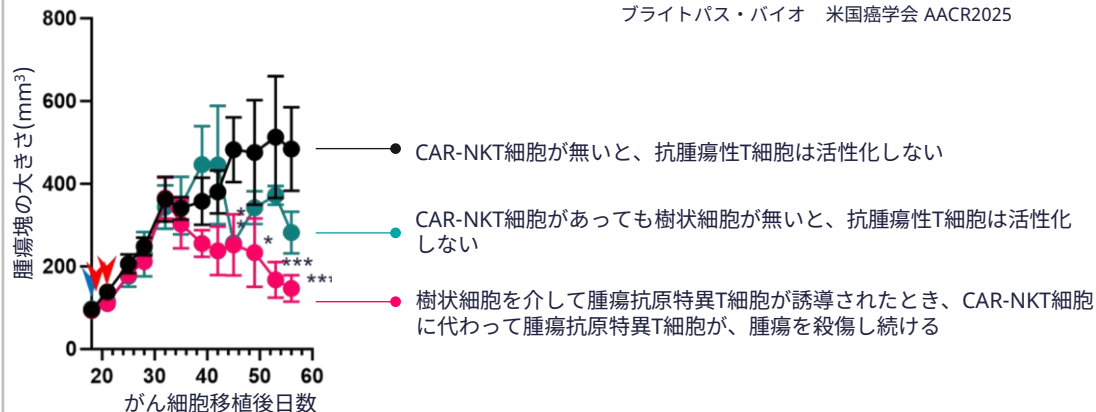 ブライトパス・バイオ　米国癌学会 AACR2025
800
600
400
200
0
腫瘍塊の大きさ(mm³)
20 30 40 50 60
がん細胞移植後日数
*
*
*
***
***
CAR-NKT細胞が無いと、抗腫瘍性T細胞は活性化しない
CAR-NKT細胞があっても樹状細胞が無いと、抗腫瘍性T細胞は活性化
しない
樹状細胞を介して腫瘍抗原特異T細胞が誘導されたとき、CAR-NKT細胞
に代わって腫瘍抗原特異T細胞が、腫瘍を殺傷し続ける